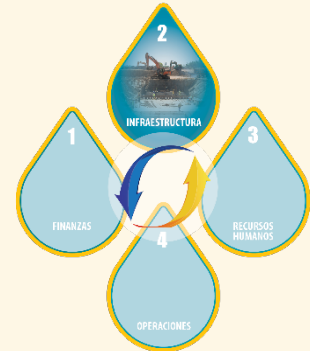 2
INFRAESTRUCTURA
1
FINANZAS
3
RECURSOS
HUMANOS
4
OPERACIONES